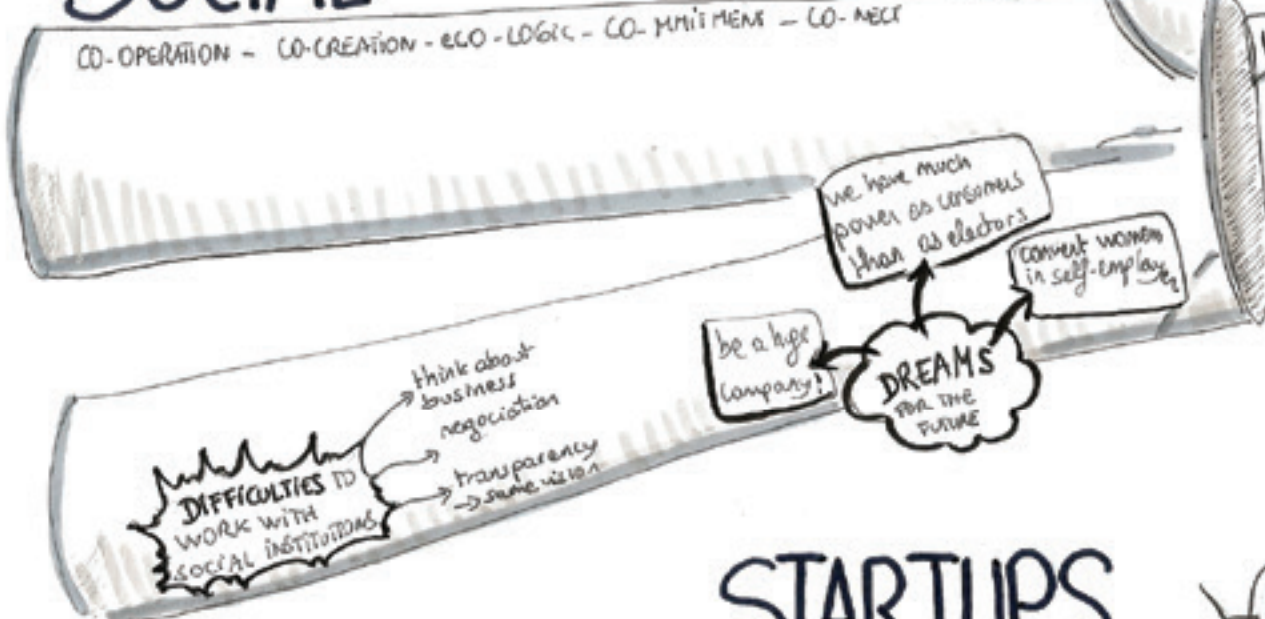 SOCIAL
CO-OPERATION - CO-CREATION - eCO-LOGIC - CO-MMITMENT - CO-NECT
we have much
power as consumers
than as electors
convert women
in self-employ
be a huge
company!
DREAMS
FOR THE
FUTURE
think about
business
negociation
transparency
→ same vision
DIFFICULTIES TO
WORK WITH
SOCIAL INSTITUITIONS
STARTUPS